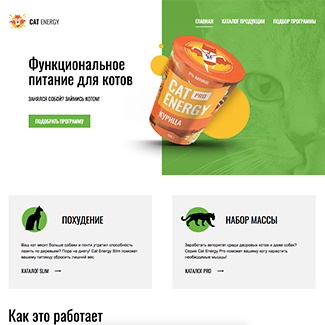 CAT ENERGY
ГЛАВНАЯ
КАТАЛОГ ПРОДУКЦИИ
ПОДБОР ПРОГРАММЫ
Функциональное
питание для котов
ЗАНЯЛСЯ СОБОЙ? ЗАЙМИСЬ КОТОМ!
ПОДОБРАТЬ ПРОГРАММУ
CAT PRO
ENERGY
КУРИЦА
ПОХУДЕНИЕ
Ваш кот весит больше собаки и почти утратил способность
лазить по деревьям? Пора на диету! Cat Energy Slim поможет
вашему питомцу сбросить лишний вес.
КАТАЛОГ SLIM
НАБОР МАССЫ
Заработать авторитет среди дворовых котов и даже собак?
Серия Cat Energy Pro поможет вашему коту нарастить
необходимые мышцы!
КАТАЛОГ PRO
Как это работает